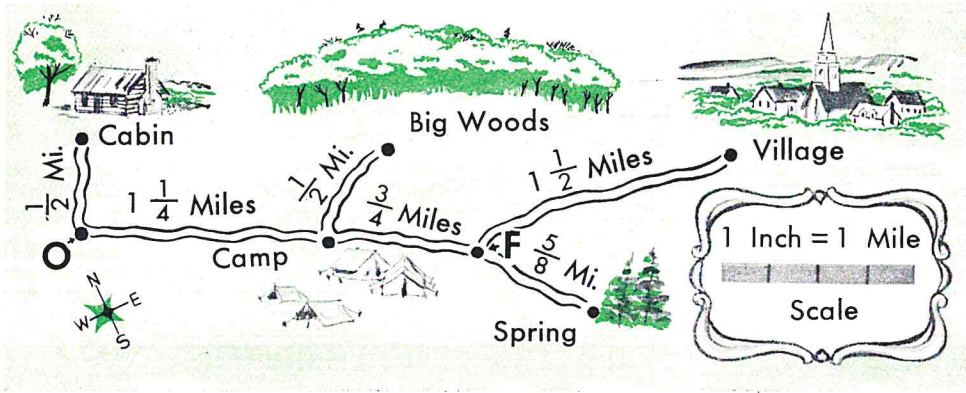 Cabin
Big Woods
Village
1/2 Mi.
1/2 Mi.
1 1/2 Miles
1 1/4 Miles
3/4 Miles
O
Camp
F
5/8 Mi.
1 Inch = 1 Mile
Scale
N
E
W
S
Spring